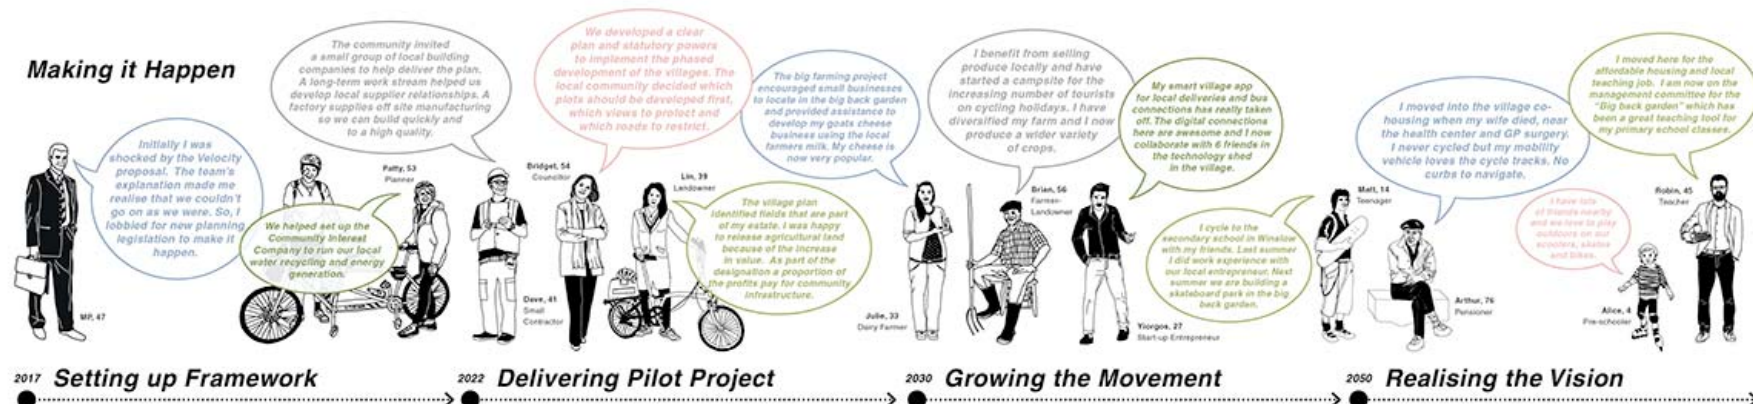 Making it Happen
Initially I was
shocked by the Velocity
proposal. The team's
explanation made me
realise that we couldn't
go on as we were. So, I
lobbied for new planning
legislation to make it
happen.
MP, 47
We helped set up the
Community Interest
Company to run our local
water recycling and energy
generation.
Patty, 53
Planner
The community invited
a small group of local building
companies to help deliver the plan.
A long-term work stream helped us
develop local supplier relationships. A
factory supplies off site manufacturing
so we can build quickly and
to a high quality.
Dave, 41
Small
Contractor
We developed a clear
plan and statutory powers
to implement the phased
development of the villages. The
local community decided which
plots should be developed first,
which views to protect and
which roads to restrict.
Bridget, 54
Councillor
Lin, 39
Landowner
The village plan
identified fields that are part
of my estate. I was happy
to release agricultural land
because of the increase
in value. As part of the
designation a proportion of
the profits pay for community
infrastructure.
The big farming project
encouraged small businesses
to locate in the big back garden
and provided assistance to
develop my goats cheese
business using the local
farmers milk. My cheese is
now very popular.
Julie, 33
Dairy Farmer
I benefit from selling
produce locally and have
started a campsite for the
increasing number of tourists
on cycling holidays. I have
diversified my farm and I now
produce a wider variety
of crops.
Brian, 56
Farmer-
Landowner
My smart village app
for local deliveries and bus
connections has really taken
off. The digital connections
here are awesome and I now
collaborate with 6 friends in
the technology shed
in the village.
Yiorgos, 27
Start-up Entrepreneur
I cycle to the
secondary school in Winslow
with my friends. Last summer
I did work experience with
our local entrepreneur. Next
summer we are building a
skateboard park in the big
back garden.
Matt, 14
Teenager
I moved into the village co-
housing when my wife died, near
the health center and GP surgery.
I never cycled but my mobility
vehicle loves the cycle tracks. No
curbs to navigate.
Arthur, 76
Pensioner
I have lots
of friends nearby
and we love to play
outdoors on our
scooters, skates
and bikes.
Alice, 4
Pre-schooler
I moved here for the
affordable housing and local
teaching job. I am now on the
management committee for the
"Big back garden" which has
been a great teaching tool for
my primary school classes.
Robin, 45
Teacher
2017 Setting up Framework
2022 Delivering Pilot Project
2030 Growing the Movement
2050 Realising the Vision